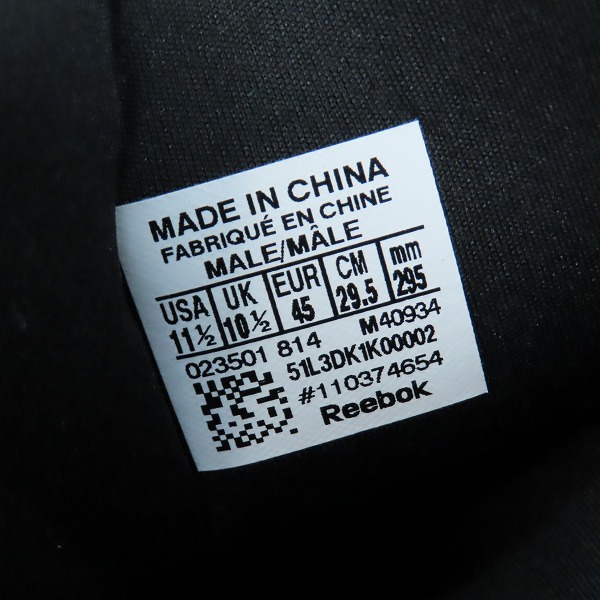 MADE IN CHINA
FABRIQUÉ EN CHINE
MALE/MÂLE
USA UK EUR CM mm
11½ 10½ 45 29.5 295
023501 814 M40934
51L3DK1K00002
#110374654
Reebok